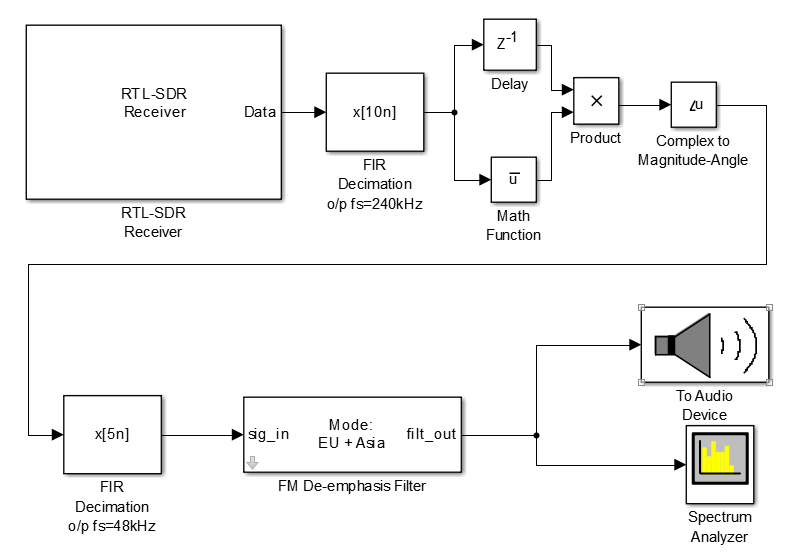 RTL-SDR
Receiver
Data
RTL-SDR
Receiver
x[10n]
FIR
Decimation
o/p fs=240kHz
Z-1
Delay
u
Math
Function
×
Product
∠u
Complex to
Magnitude-Angle
x[5n]
FIR
Decimation
o/p fs=48kHz
sig_in
Mode:
EU + Asia
filt_out
FM De-emphasis Filter
To Audio
Device
Spectrum
Analyzer